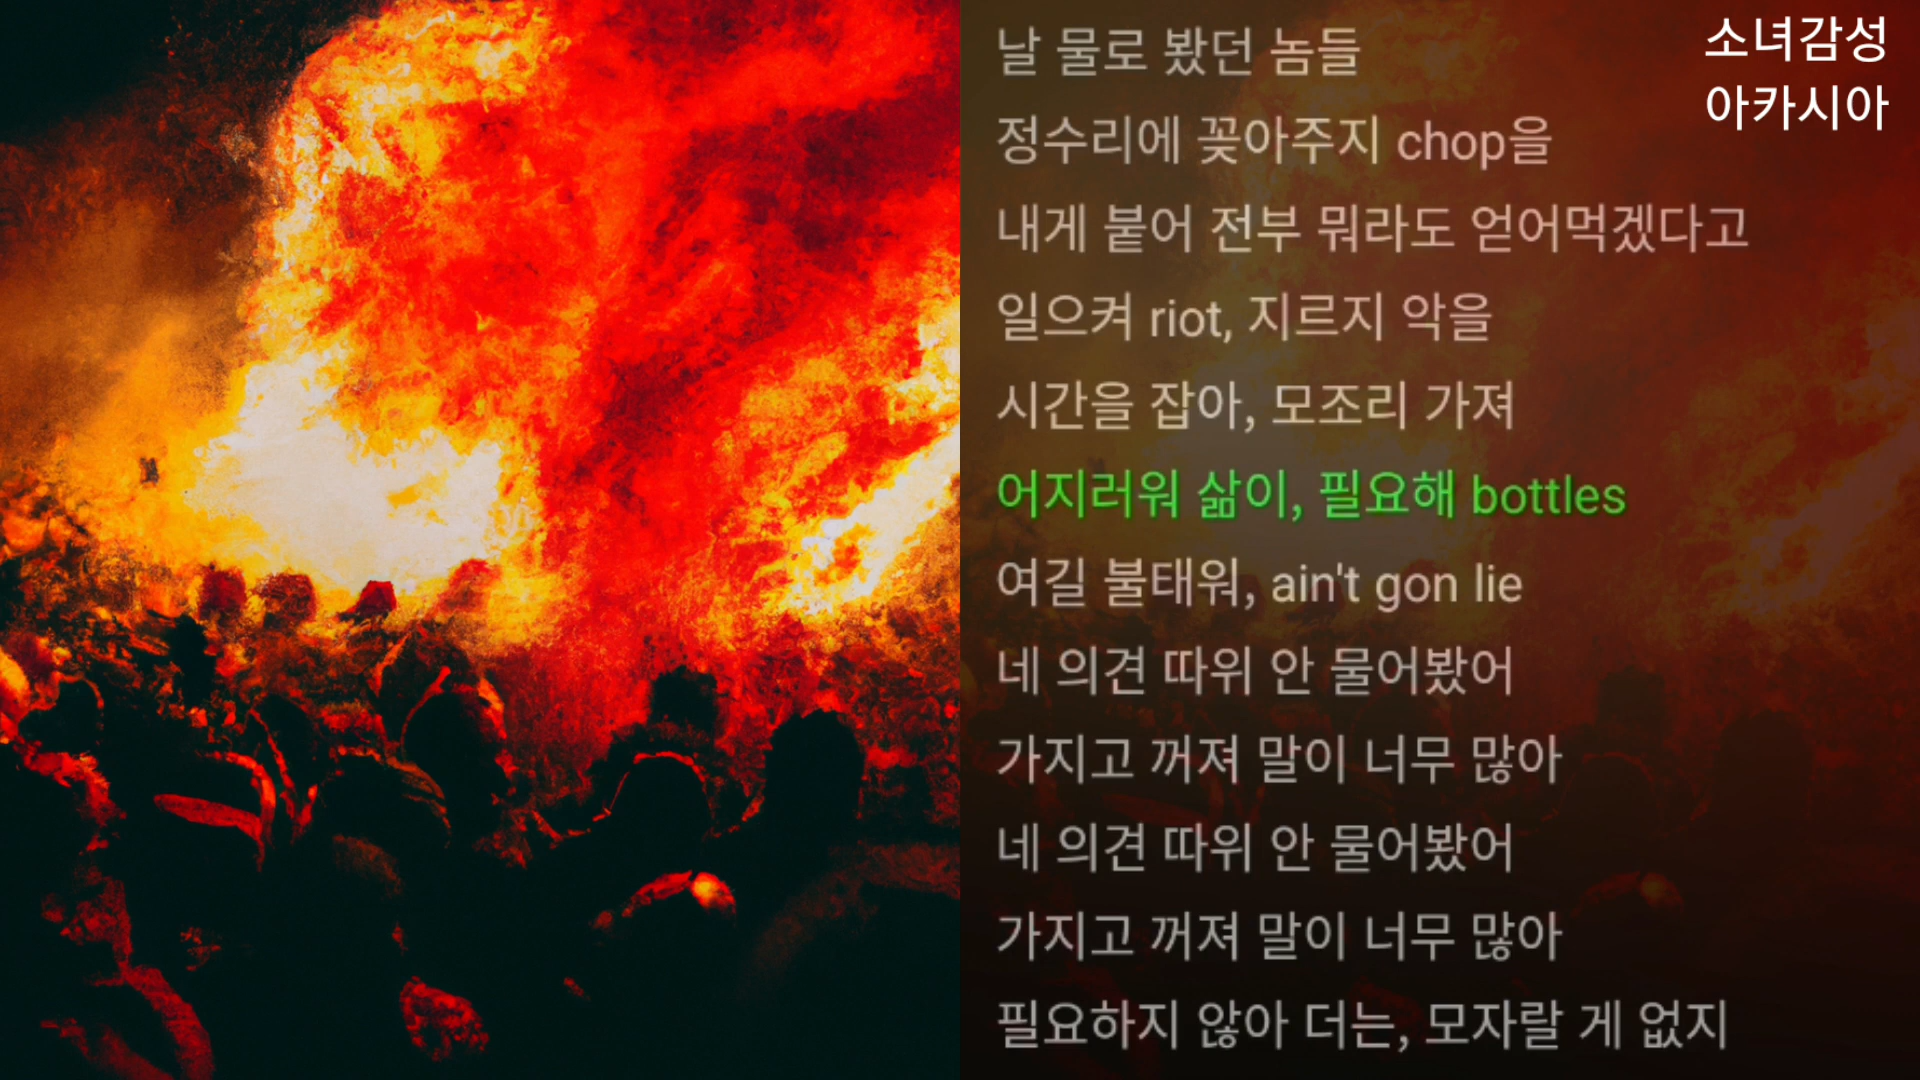 날 물로 봤던 놈들
정수리에 꽂아주지 chop을
내게 붙어 전부 뭐라도 얻어먹겠다고
일으켜 riot, 지르지 악을
시간을 잡아, 모조리 가져
어지러워 삶이, 필요해 bottles
여길 불태워, ain't gon lie
네 의견 따위 안 물어봤어
가지고 꺼져 말이 너무 많아
네 의견 따위 안 물어봤어
가지고 꺼져 말이 너무 많아
필요하지 않아 더는, 모자랄 게 없지
소녀감성
아카시아